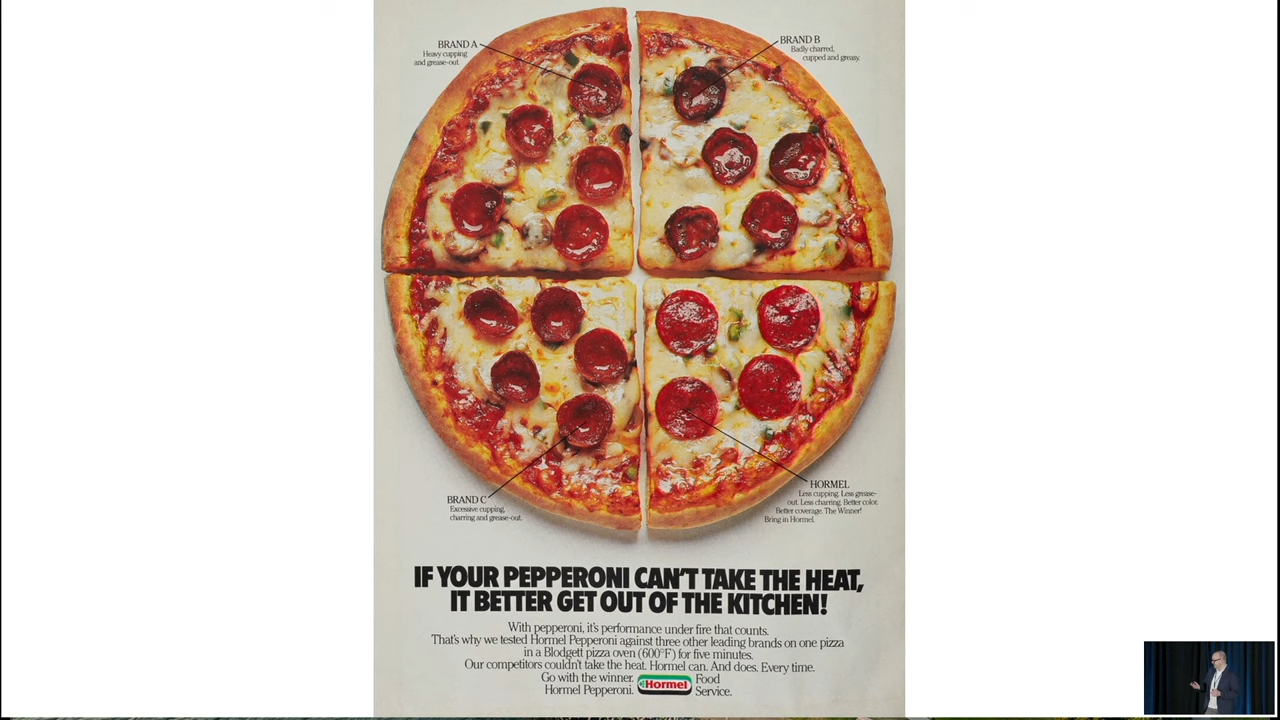 BRAND A
Heavy cupping
and grease-out.
BRAND B
Badly charred,
cupped and greasy.
BRAND C
Excessive cupping,
charring and grease-out.
HORMEL
Less cupping. Less grease-
out. Less charring. Better color.
Better coverage. The Winner!
Bring in Hormel.
IF YOUR PEPPERONI CAN'T TAKE THE HEAT,
IT BETTER GET OUT OF THE KITCHEN!
With pepperoni, it's performance under fire that counts.
That's why we tested Hormel Pepperoni against three other leading brands on one pizza
in a Blodgett pizza oven (600°F) for five minutes.
Our competitors couldn't take the heat. Hormel can. And does. Every time.
Go with the winner.
Hormel Pepperoni.
Hormel
Food
Service.